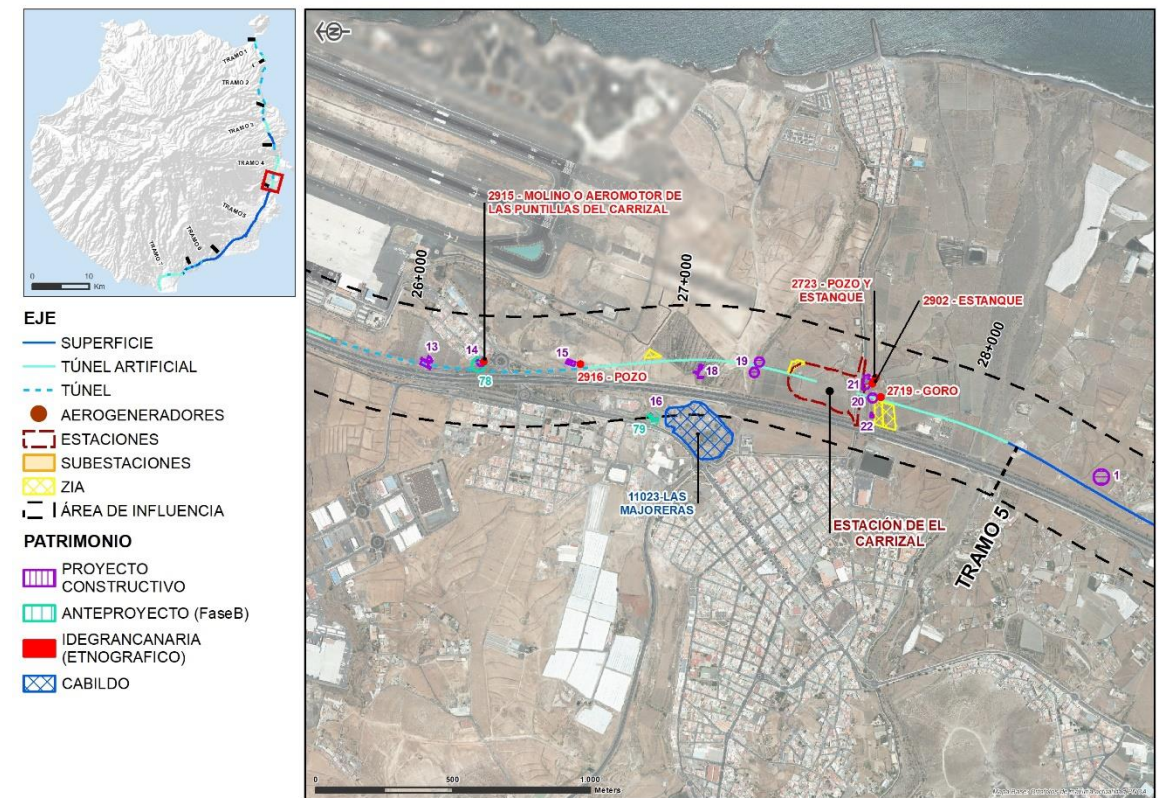 TRAMO 1
TRAMO 2
TRAMO 3
TRAMO 4
TRAMO 5
TRAMO 6
TRAMO 7
0 10
Km
EJE
SUPERFICIE
TÚNEL ARTIFICIAL
TÚNEL
AEROGENERADORES
ESTACIONES
SUBESTACIONES
ZIA
ÁREA DE INFLUENCIA
PATRIMONIO
PROYECTO
CONSTRUCTIVO
ANTEPROYECTO (FaseB)
IDEGRANCANARIA
(ETNOGRAFICO)
CABILDO
N
2915 - MOLINO O AEROMOTOR DE
LAS PUNTILLAS DEL CARRIZAL
26+000
27+000
2723 - POZO Y
ESTANQUE
2902 - ESTANQUE
28+000
13
14
78
15
2916 - POZO
18
19
21
20
2719 - GORO
22
16
79
1
11023-LAS
MAJORERAS
ESTACIÓN DE EL
CARRIZAL
TRAMO 5
0 500 1.000
Meters